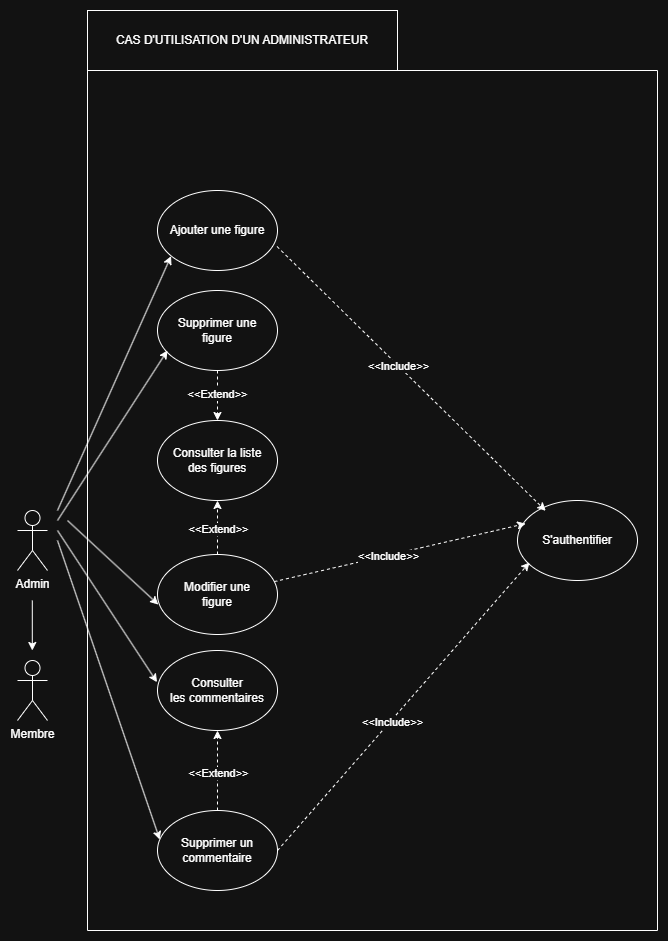 CAS D'UTILISATION D'UN ADMINISTRATEUR
Ajouter une figure
Supprimer une
figure
<<Include>>
<<Extend>>
Consulter la liste
des figures
<<Extend>>
S'authentifier
<<Include>>
Admin
Modifier une
figure
Consulter
les commentaires
<<Include>>
Membre
<<Extend>>
Supprimer un
commentaire